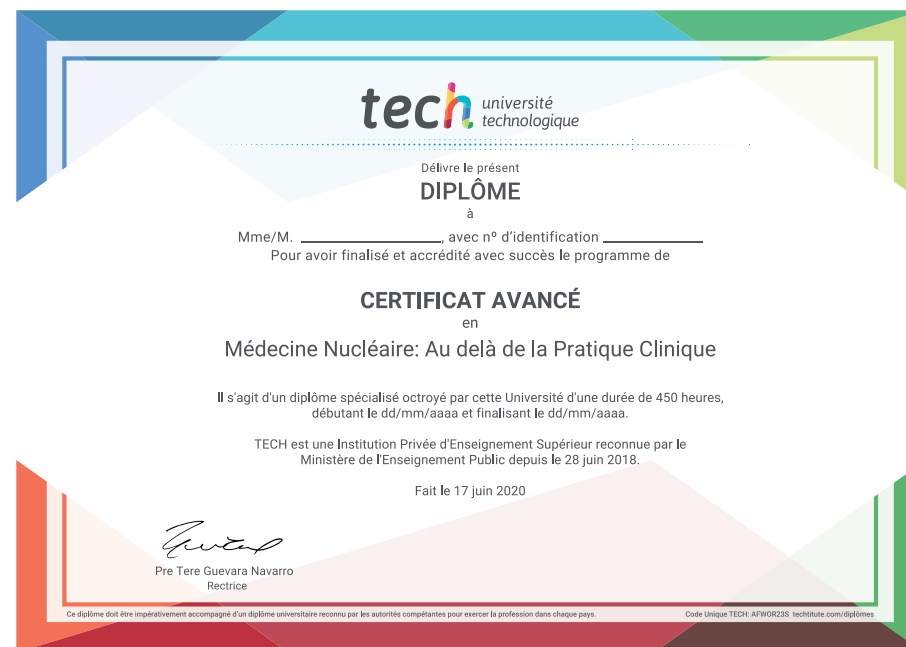 tech université
technologique
Délivre le présent
DIPLÔME
à
Mme/M. ____________________, avec nº d'identification ______________
Pour avoir finalisé et accrédité avec succès le programme de
CERTIFICAT AVANCÉ
en
Médecine Nucléaire: Au delà de la Pratique Clinique
Il s'agit d'un diplôme spécialisé octroyé par cette Université d'une durée de 450 heures,
débutant le dd/mm/aaaa et finalisant le dd/mm/aaaa.
TECH est une Institution Privée d'Enseignement Supérieur reconnue par le
Ministère de l'Enseignement Public depuis le 28 juin 2018.
Fait le 17 juin 2020
Pre Tere Guevara Navarro
Rectrice
Ce diplôme doit être impérativement accompagné d'un diplôme universitaire reconnu par les autorités compétentes pour exercer la profession dans chaque pays.
Code Unique TECH: AFWOR23S techtitute.com/diplômes